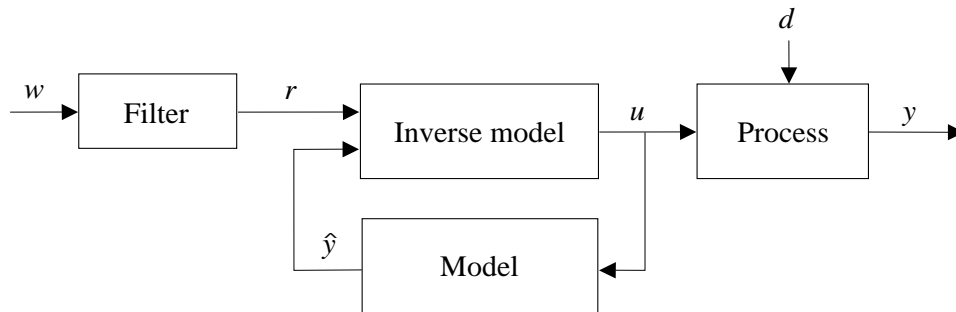 d
w
Filter
r
Inverse model
u
Process
y
ŷ
Model